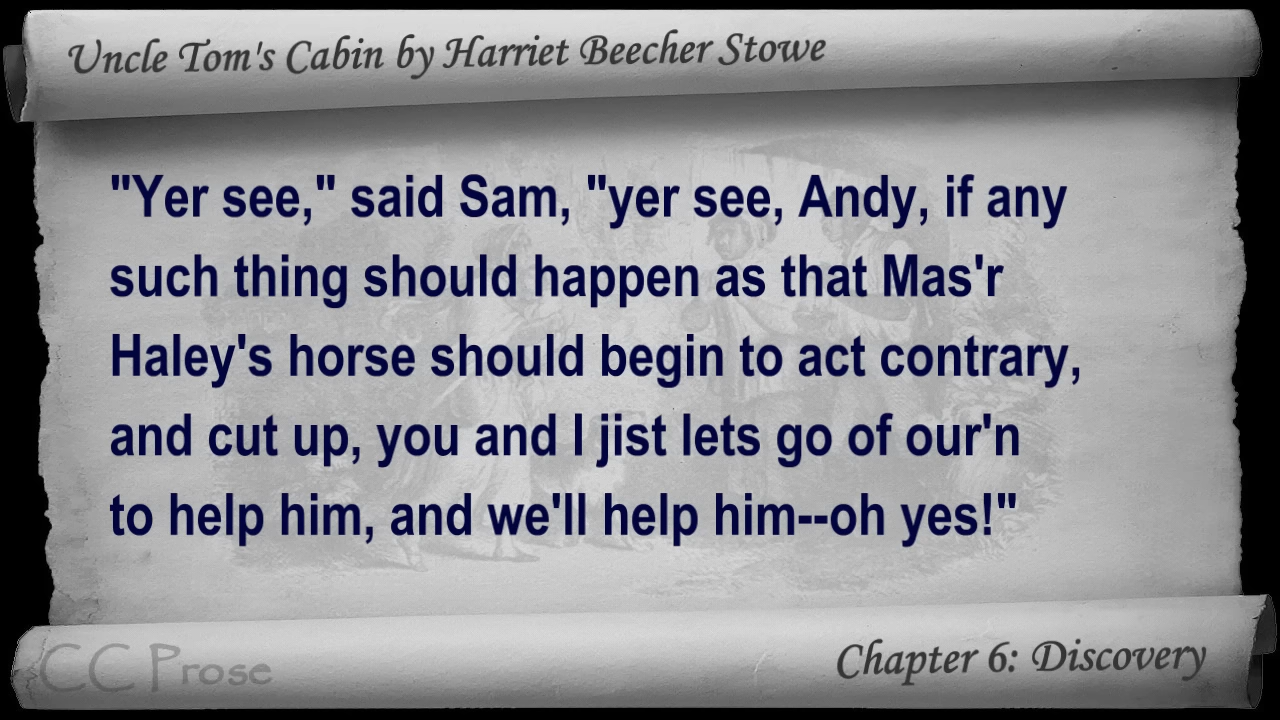 Uncle Tom's Cabin by Harriet Beecher Stowe
"Yer see," said Sam, "yer see, Andy, if any
such thing should happen as that Mas'r
Haley's horse should begin to act contrary,
and cut up, you and I jist lets go of our'n
to help him, and we'll help him--oh yes!"
CC Prose
Chapter 6: Discovery